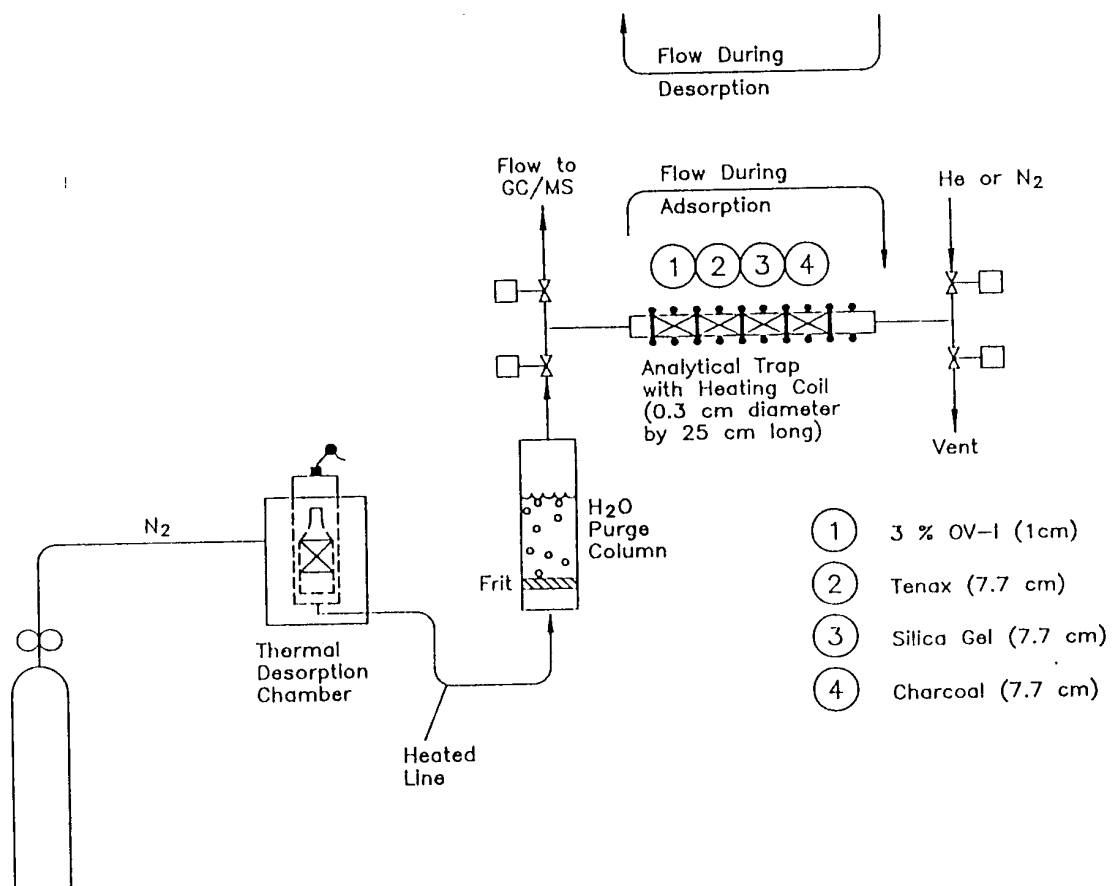 Flow During
Desorption
Flow to
GC/MS
Flow During
Adsorption
He or N2
1 2 3 4
Analytical Trap
with Heating Coil
(0.3 cm diameter
by 25 cm long)
Vent
N2
H2O
Purge
Column
Frit
Thermal
Desorption
Chamber
Heated
Line
1 3 % OV-I (1cm)
2 Tenax (7.7 cm)
3 Silica Gel (7.7 cm)
4 Charcoal (7.7 cm)